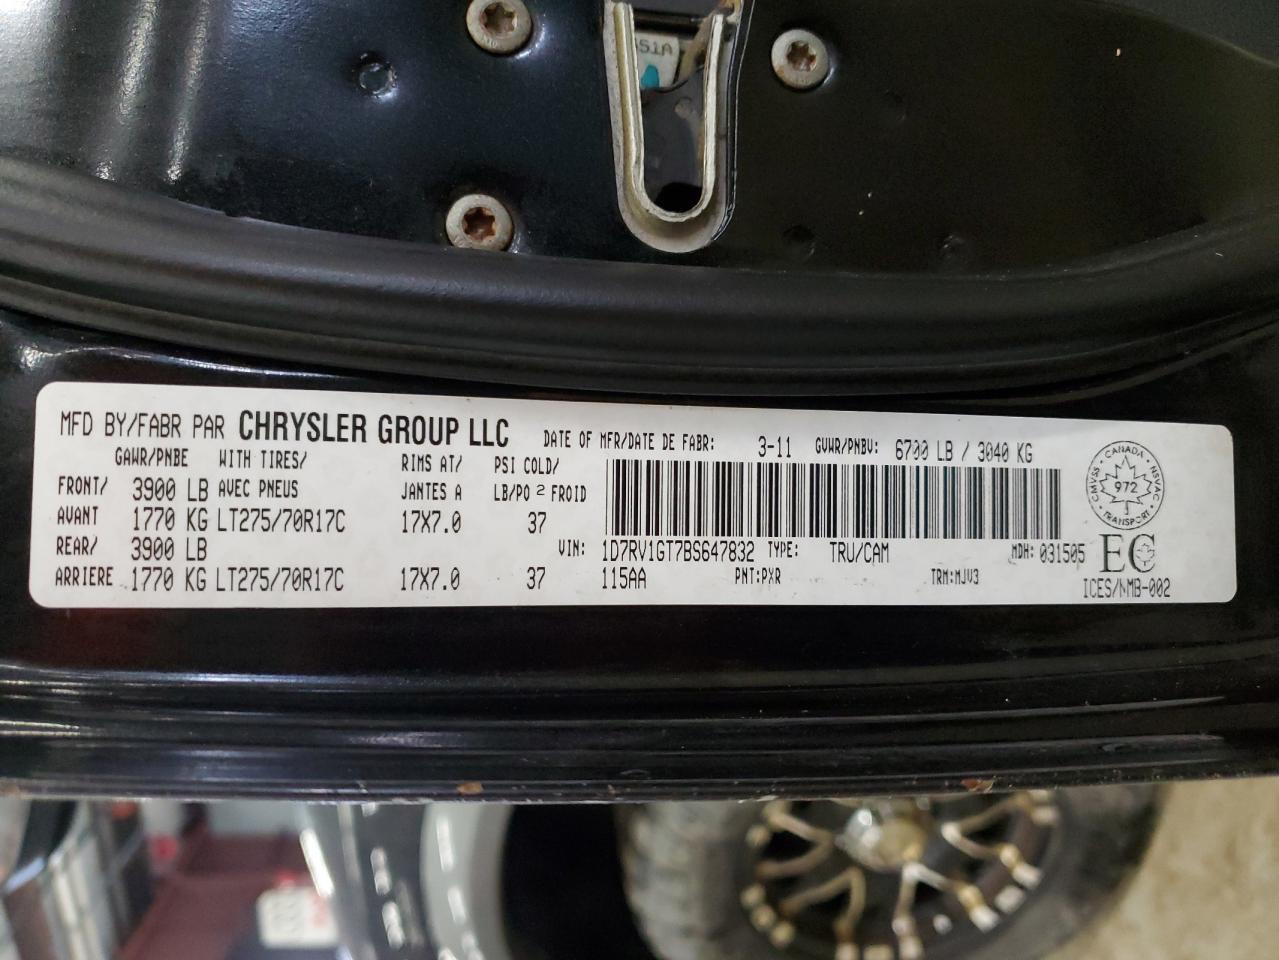 S1A
MFD BY/FABR PAR CHRYSLER GROUP LLC DATE OF MFR/DATE DE FABR: 3-11 GVWR/PNBV: 6700 LB / 3040 KG
GAWR/PNBE WITH TIRES/ RIMS AT/ PSI COLD/
FRONT/ 3900 LB AVEC PNEUS JANTES A LB/PO 2 FROID
AVANT 1770 KG LT275/70R17C 17X7.0 37
REAR/ 3900 LB VIN: 1D7RV1GT7BS647832 TYPE: TRU/CAM MDH: 031505
ARRIERE 1770 KG LT275/70R17C 17X7.0 37 115AA PNT:PXR TRM:MJV3
CANADA
CMVSS 972 NSVAC
TRANSPORT
EC
ICES/NMB-002